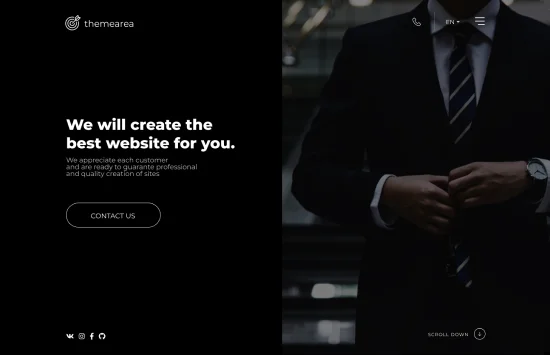 themearea
EN
We will create the
best website for you.
We appreciate each customer
and are ready to guarante professional
and quality creation of sites
CONTACT US
SCROLL DOWN